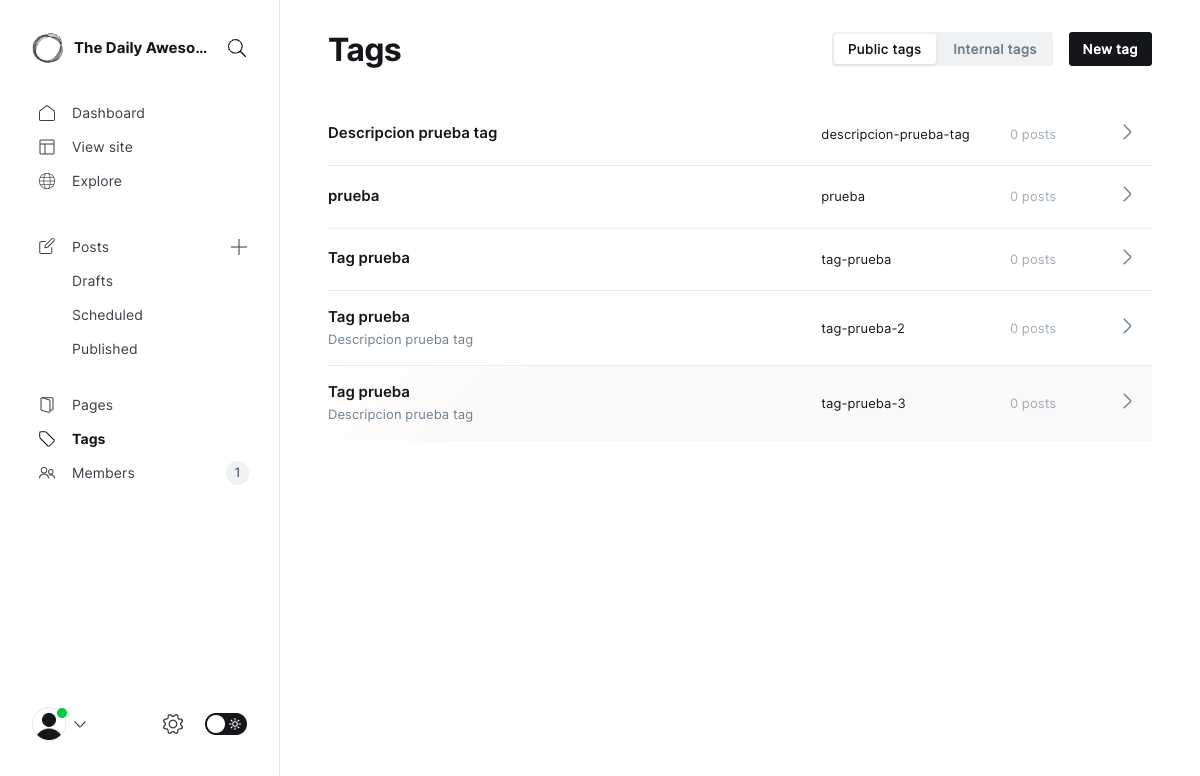 The Daily Aweso...
Dashboard
View site
Explore
Posts
Drafts
Scheduled
Published
Pages
Tags
Members 1
Tags
Public tags Internal tags New tag
Descripcion prueba tag descripcion-prueba-tag 0 posts
prueba prueba 0 posts
Tag prueba tag-prueba 0 posts
Tag prueba
Descripcion prueba tag tag-prueba-2 0 posts
Tag prueba
Descripcion prueba tag tag-prueba-3 0 posts